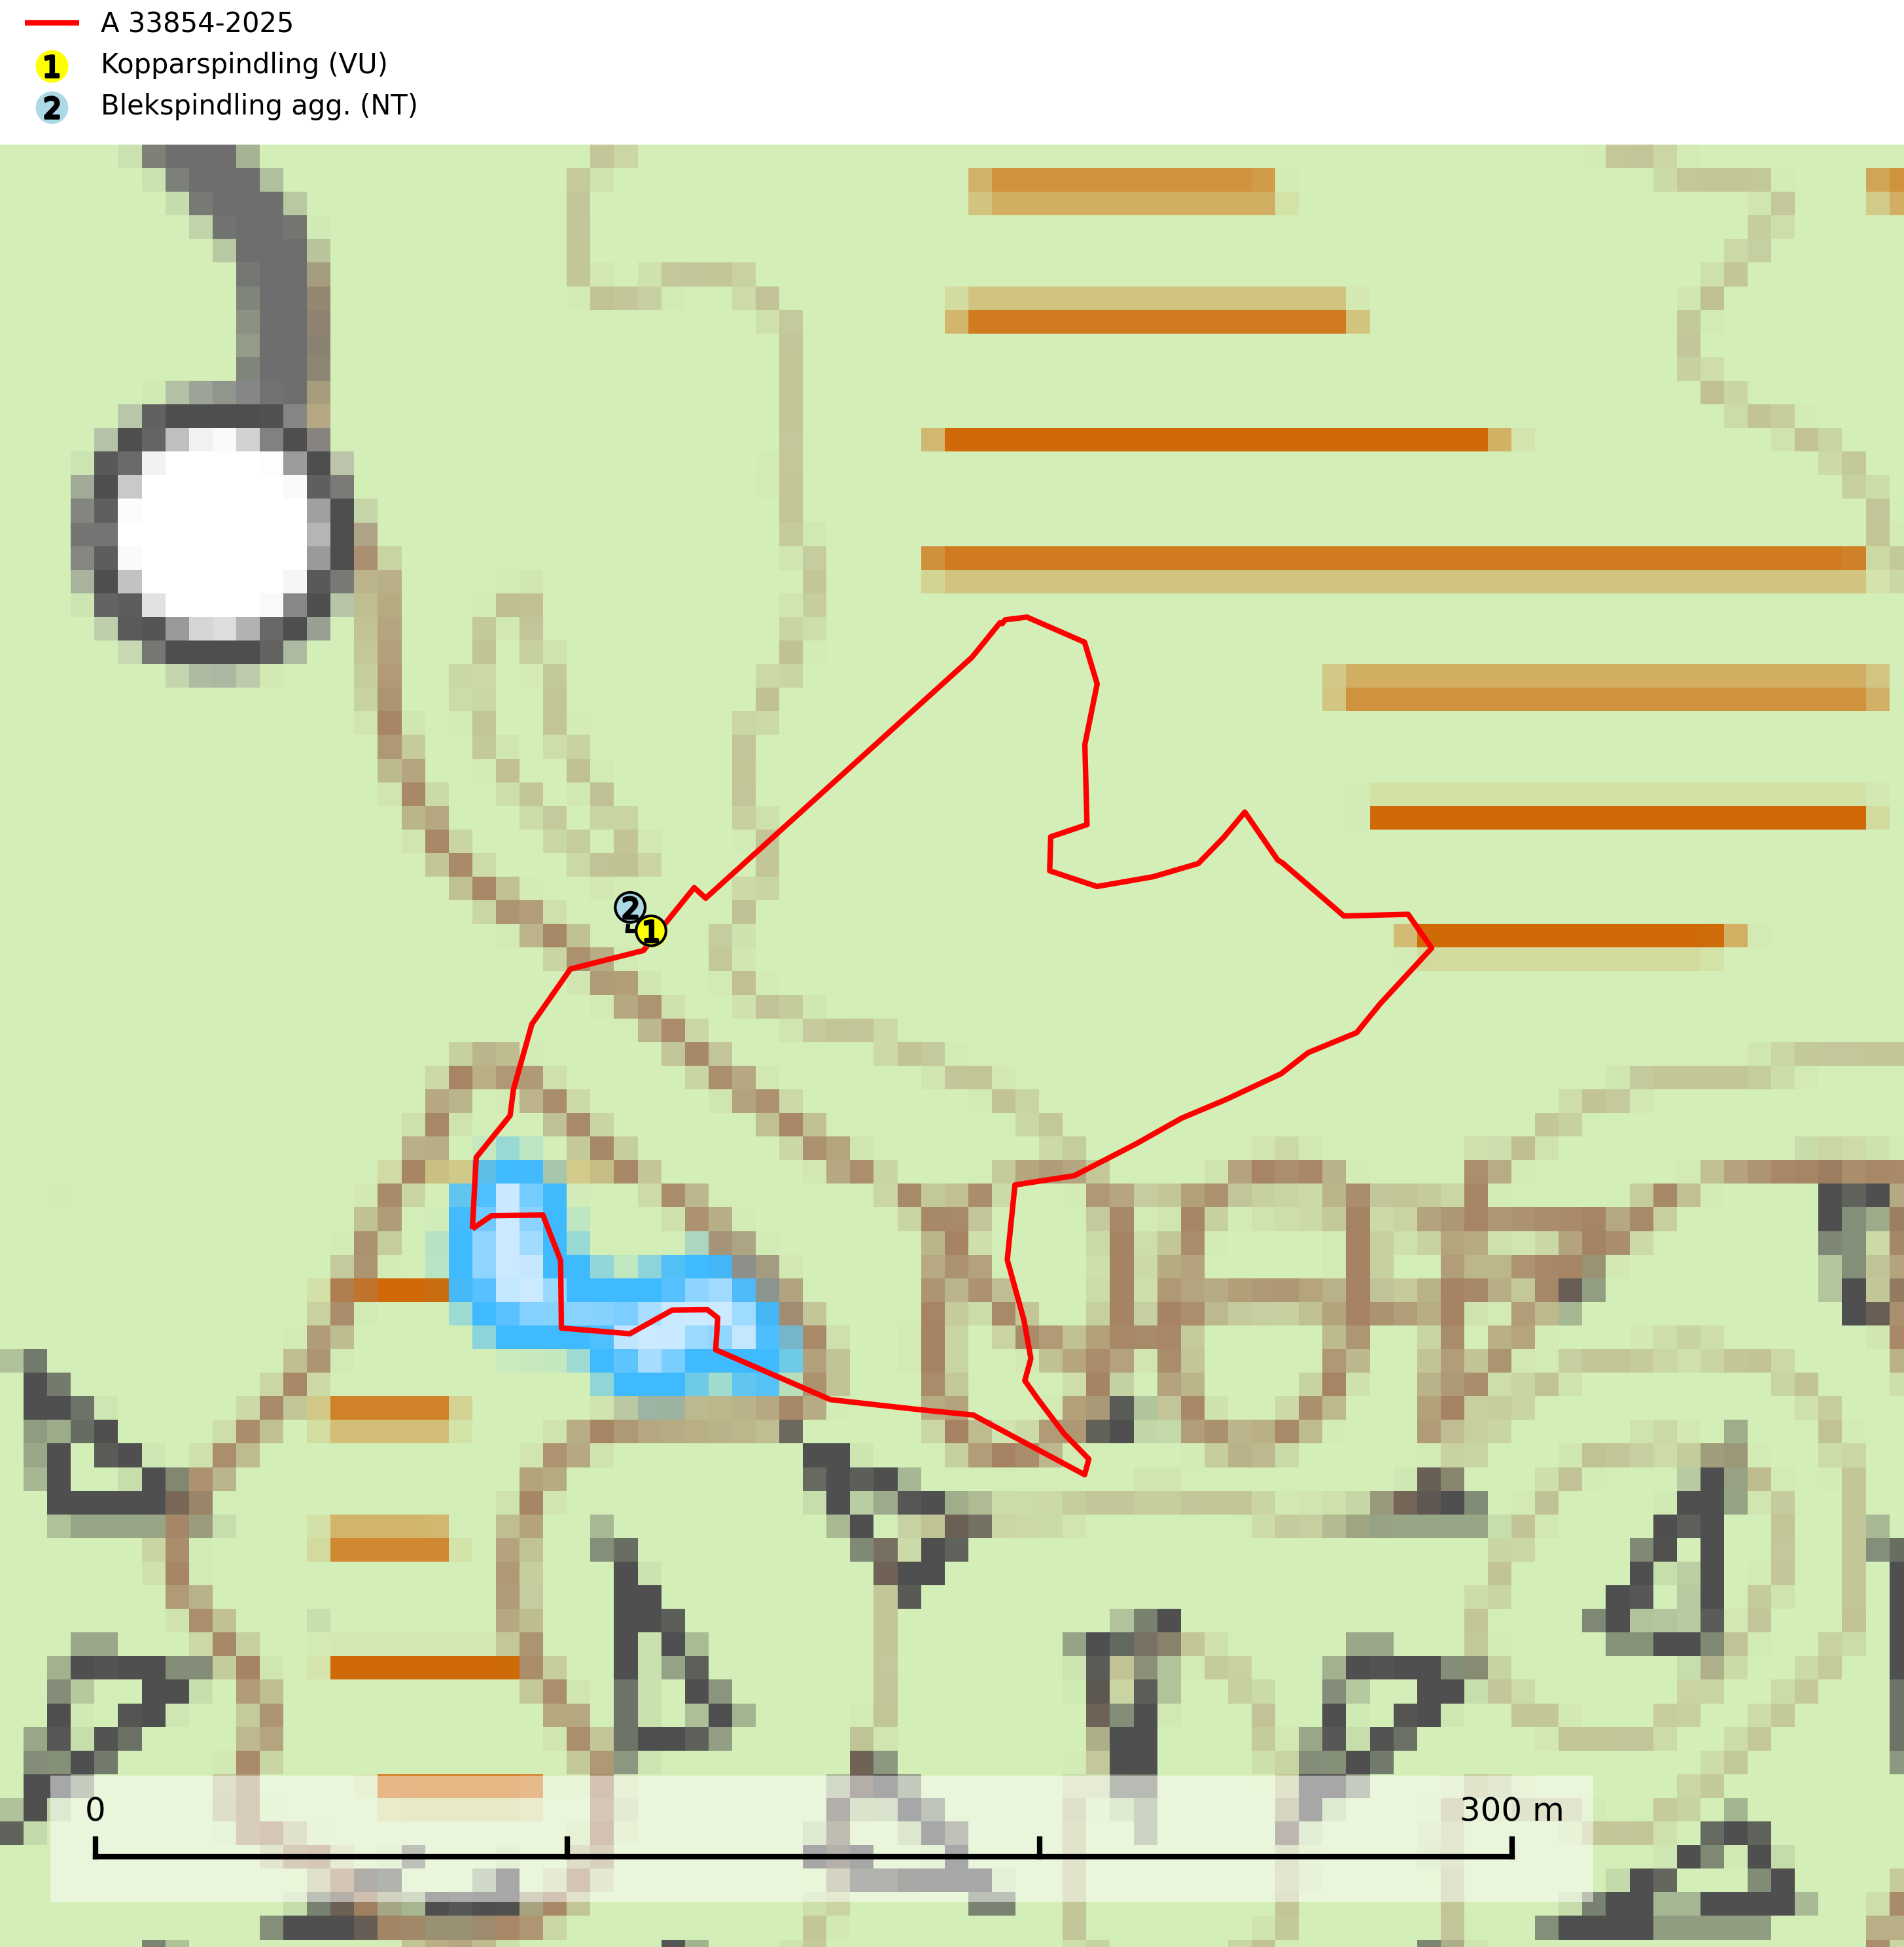 A 33854-2025
1 Kopparspindling (VU)
2 Blekspindling agg. (NT)
2
1
0 300 m